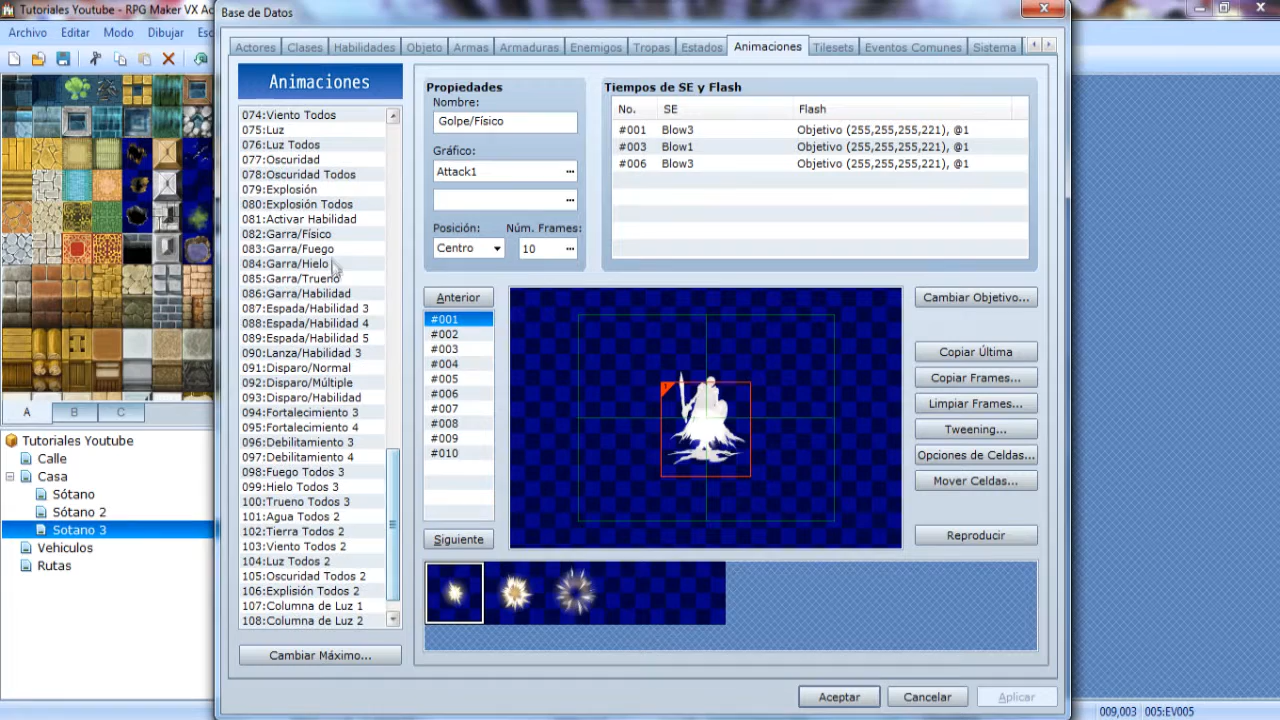 Tutoriales Youtube - RPG Maker VX Ac
Archivo Editar Modo Dibujar Esc
Base de Datos
Actores Clases Habilidades Objeto Armas Armaduras Enemigos Tropas Estados Animaciones Tilesets Eventos Comunes Sistema
Animaciones
074:Viento Todos
075:Luz
076:Luz Todos
077:Oscuridad
078:Oscuridad Todos
079:Explosión
080:Explosión Todos
081:Activar Habilidad
082:Garra/Físico
083:Garra/Fuego
084:Garra/Hielo
085:Garra/Trueno
086:Garra/Habilidad
087:Espada/Habilidad 3
088:Espada/Habilidad 4
089:Espada/Habilidad 5
090:Lanza/Habilidad 3
091:Disparo/Normal
092:Disparo/Múltiple
093:Disparo/Habilidad
094:Fortalecimiento 3
095:Fortalecimiento 4
096:Debilitamiento 3
097:Debilitamiento 4
098:Fuego Todos 3
099:Hielo Todos 3
100:Trueno Todos 3
101:Agua Todos 2
102:Tierra Todos 2
103:Viento Todos 2
104:Luz Todos 2
105:Oscuridad Todos 2
106:Explisión Todos 2
107:Columna de Luz 1
108:Columna de Luz 2
Cambiar Máximo...
Propiedades
Nombre:
Golpe/Físico
Gráfico:
Attack1
Posición: Núm. Frames:
Centro 10
Tiempos de SE y Flash
No. SE Flash
#001 Blow3 Objetivo (255,255,255,221), @1
#003 Blow1 Objetivo (255,255,255,221), @1
#006 Blow3 Objetivo (255,255,255,221), @1
Anterior
#001
#002
#003
#004
#005
#006
#007
#008
#009
#010
Siguiente
1
Cambiar Objetivo...
Copiar Última
Copiar Frames...
Limpiar Frames...
Tweening...
Opciones de Celdas...
Mover Celdas...
Reproducir
Aceptar Cancelar Aplicar
A B C
Tutoriales Youtube
Calle
Casa
Sótano
Sótano 2
Sotano 3
Vehiculos
Rutas
009,003 005:EV005